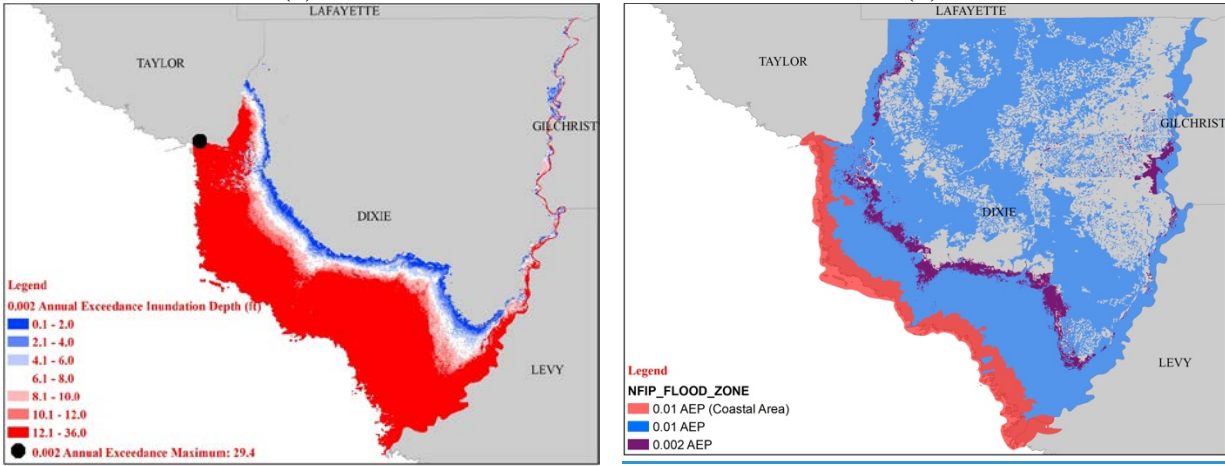 LAFAYETTE
TAYLOR
GILCHRIST
DIXIE
LEVY
Legend
0.002 Annual Exceedance Inundation Depth (ft)
0.1 - 2.0
2.1 - 4.0
4.1 - 6.0
6.1 - 8.0
8.1 - 10.0
10.1 - 12.0
12.1 - 36.0
0.002 Annual Exceedance Maximum: 29.4
LAFAYETTE
TAYLOR
GILCHRIST
DIXIE
LEVY
Legend
NFIP_FLOOD_ZONE
0.01 AEP (Coastal Area)
0.01 AEP
0.002 AEP